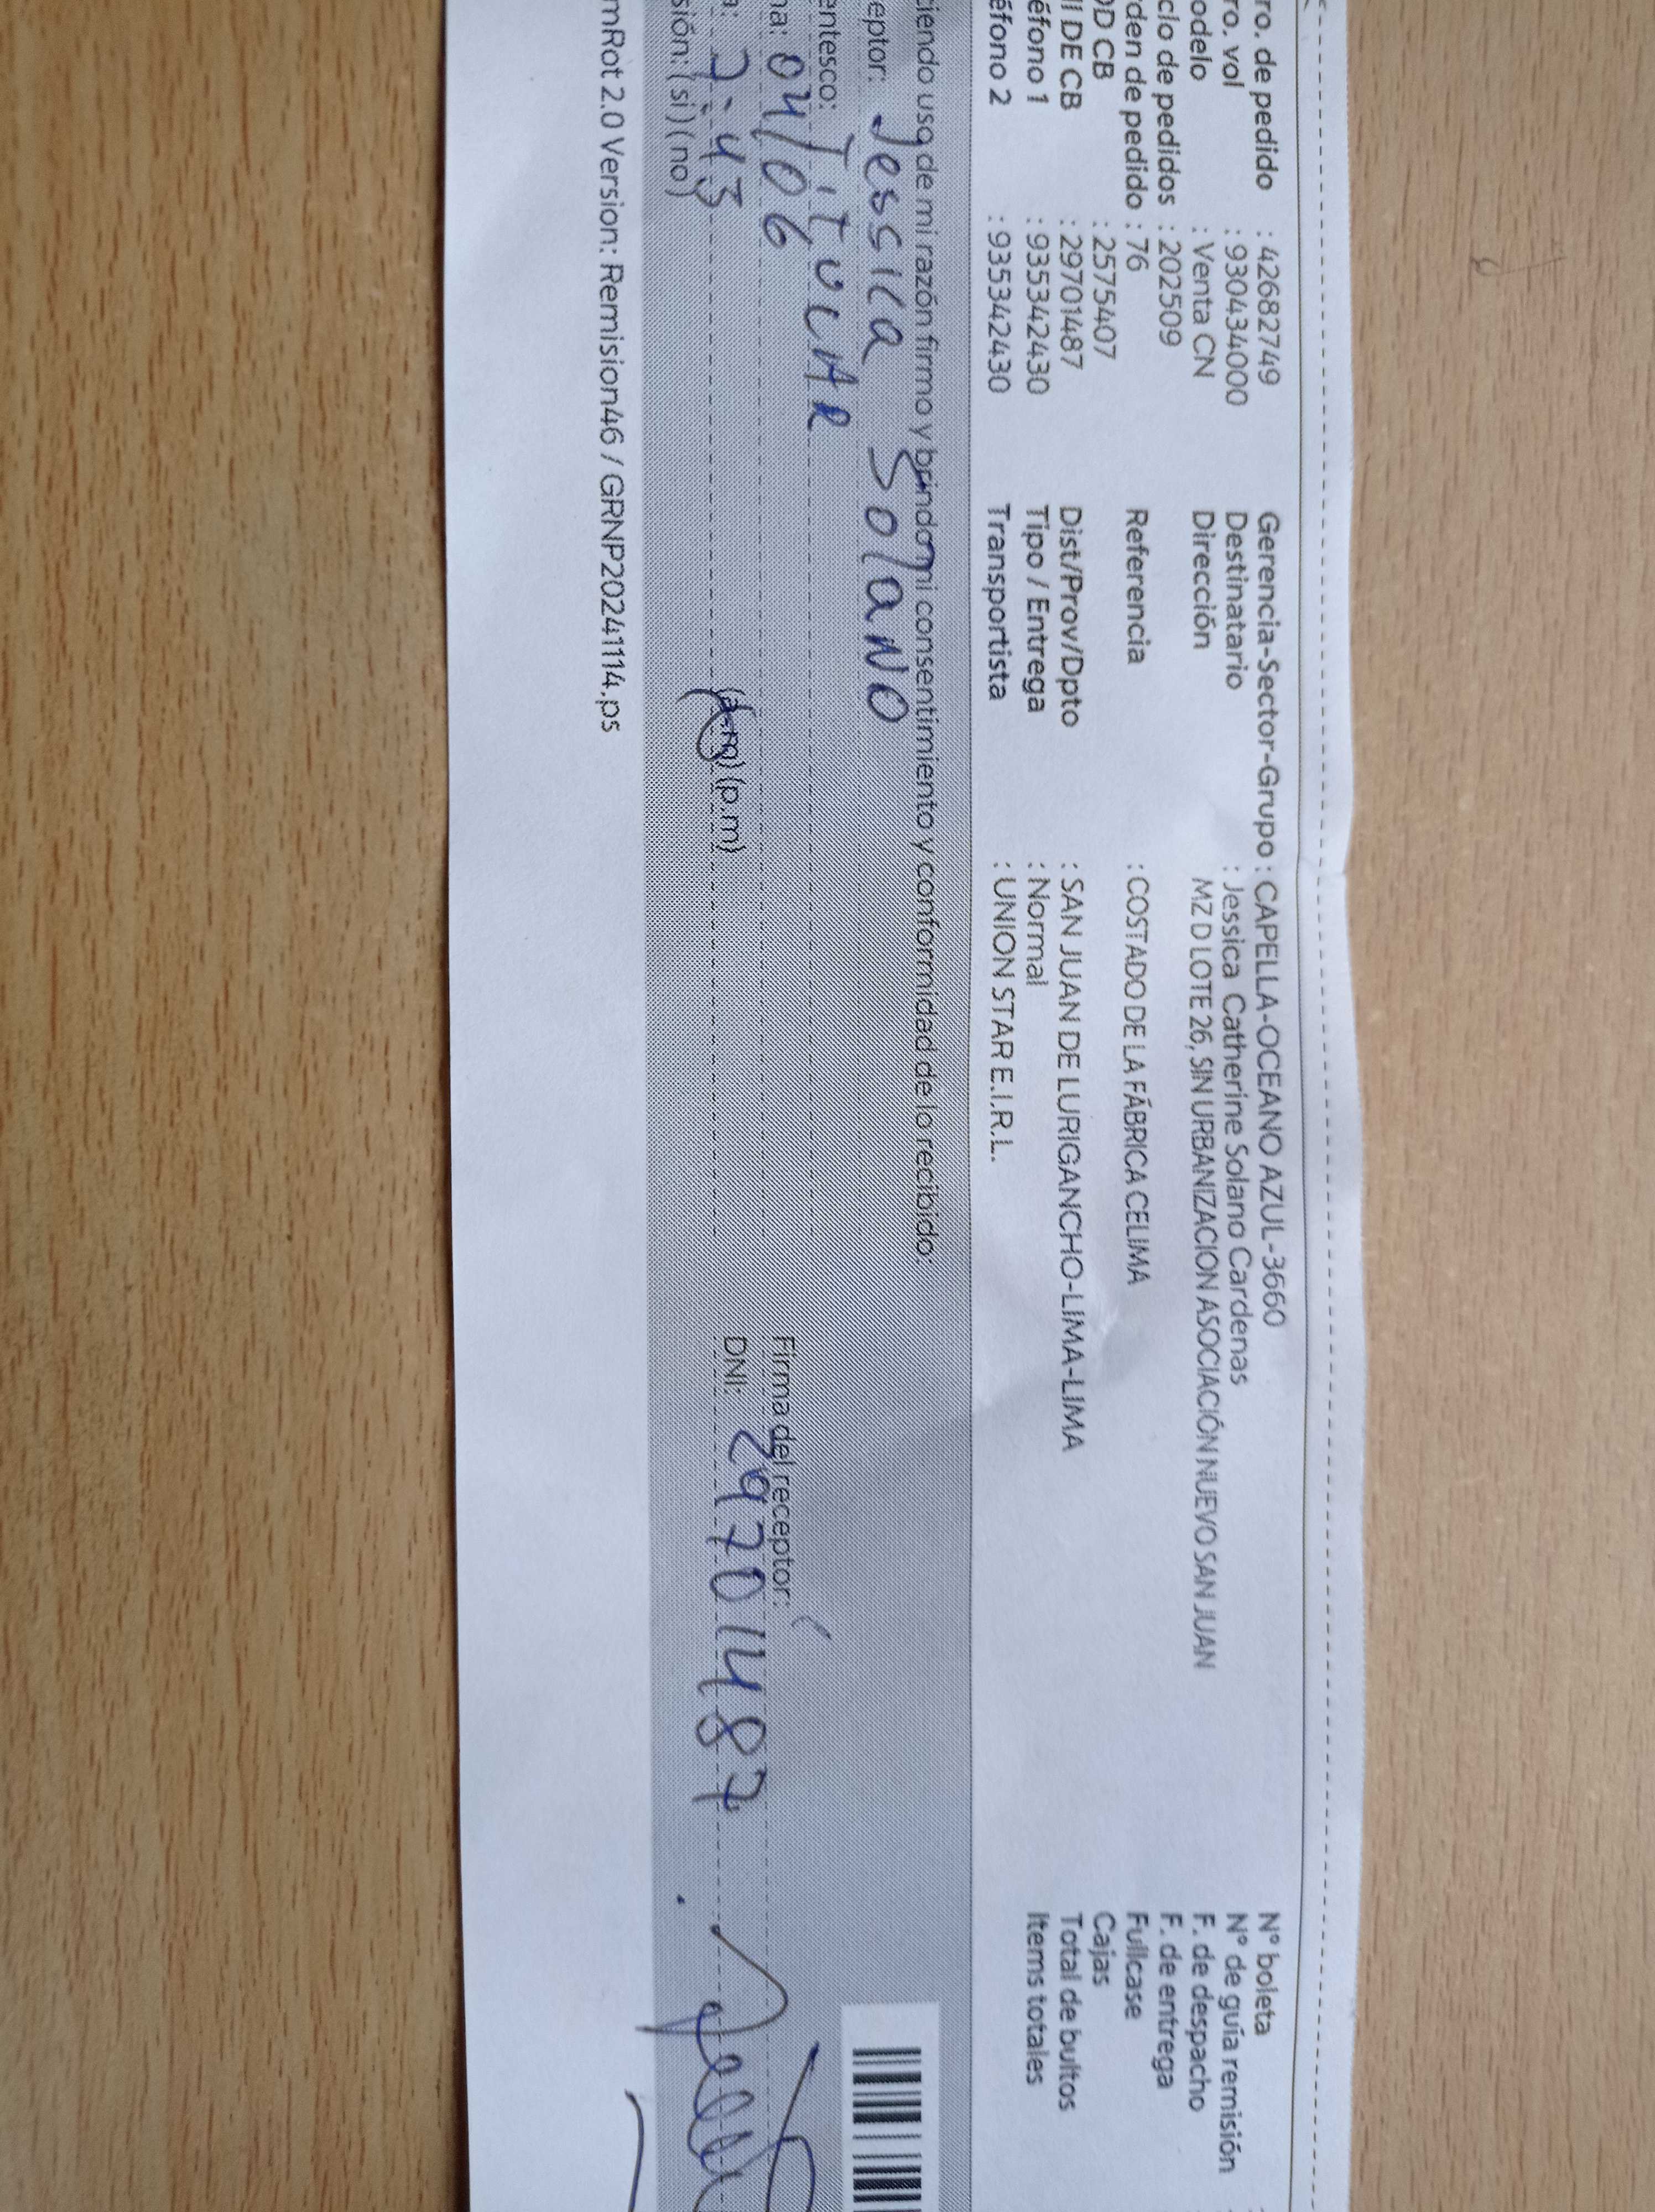 ro. de pedido : 42682749 Gerencia-Sector-Grupo : CAPELLA-OCEANO AZUL-3660 N° boleta :
ro. vol : 930434000 Destinatario : Jessica Catherine Solano Cardenas N° de guía remisión :
odelo : Venta CN Dirección MZ D LOTE 26, SIN URBANIZACION ASOCIACIÓN NUEVO SAN JUAN F. de despacho
clo de pedidos : 202509 F. de entrega
den de pedido : 76 Referencia : COSTADO DE LA FÁBRICA CELIMA Fullcase
OD CB : 2575407 Cajas
II DE CB : 29701487 Dist/Prov/Dpto : SAN JUAN DE LURIGANCHO-LIMA-LIMA Total de bultos
éfono 1 : 935342430 Tipo / Entrega : Normal Items totales
éfono 2 : 935342430 Transportista : UNION STAR E.I.R.L.
ciendo uso de mi razón firmo y brindo mi consentimiento y conformidad de lo recibido:
eptor: Jessica Solano
entesco: Titular
na: 04/06 Firma del receptor:
a: 7:43 (a.m) (p.m) DNI: 29701487
sión: (si) (no)
mRot 2.0 Version: Remision46 / GRNP20241114.ps